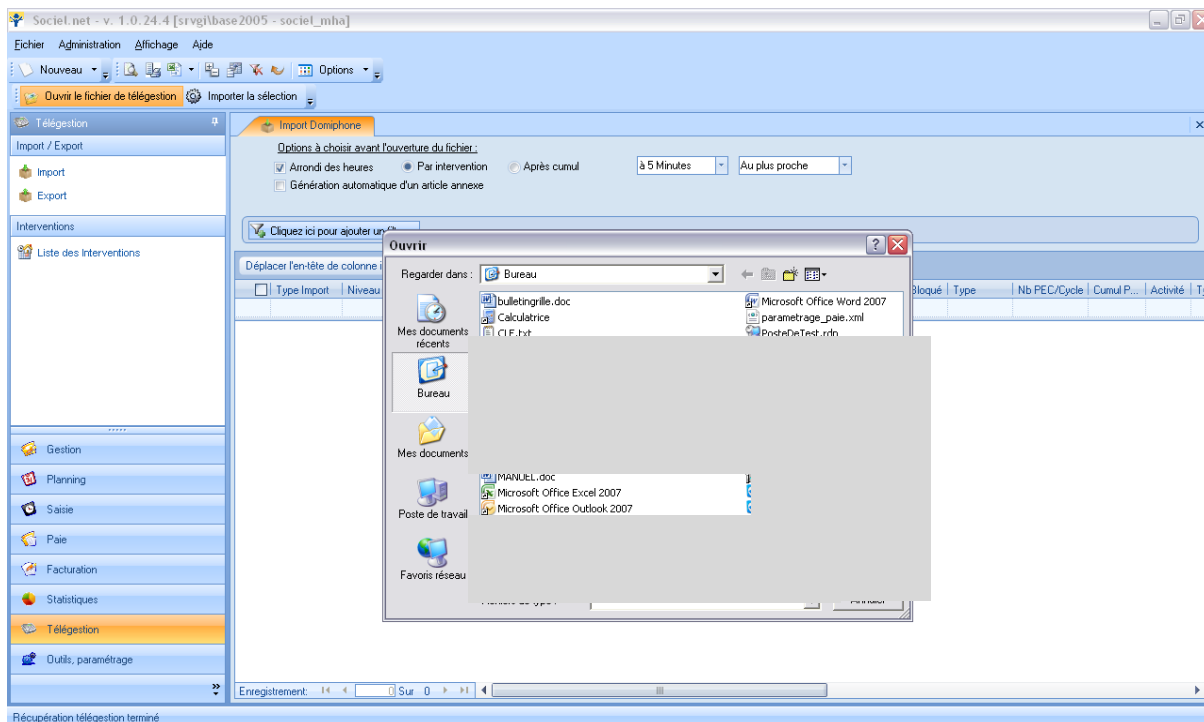 Sociel.net - v. 1.0.24.4 [srvgi\base2005 - sociel_mha]
Fichier Administration Affichage Aide
Nouveau Options
Ouvrir le fichier de télégestion Importer la sélection
Télégestion
Import / Export
Import
Export
Interventions
Liste des Interventions
Gestion
Planning
Saisie
Paie
Facturation
Statistiques
Télégestion
Outils, paramétrage
Import Domiphone
Options à choisir avant l'ouverture du fichier :
Arrondi des heures Par intervention Après cumul à 5 Minutes Au plus proche
Génération automatique d'un article annexe
Cliquez ici pour ajouter un
Déplacer l'en-tête de colonne i
Type Import Niveau Bloqué Type Nb PEC/Cycle Cumul P... Activité
Ouvrir
Regarder dans : Bureau
Mes documents récents
Bureau
Mes documents
Poste de travail
Favoris réseau
bulletingrille.doc Microsoft Office Word 2007
Calculatrice parametrage_paie.xml
CLE.txt PosteDeTest.rdp
MANUEL.doc
Microsoft Office Excel 2007
Microsoft Office Outlook 2007
Annuler
Enregistrement: 0 Sur 0
Récupération télégestion terminé